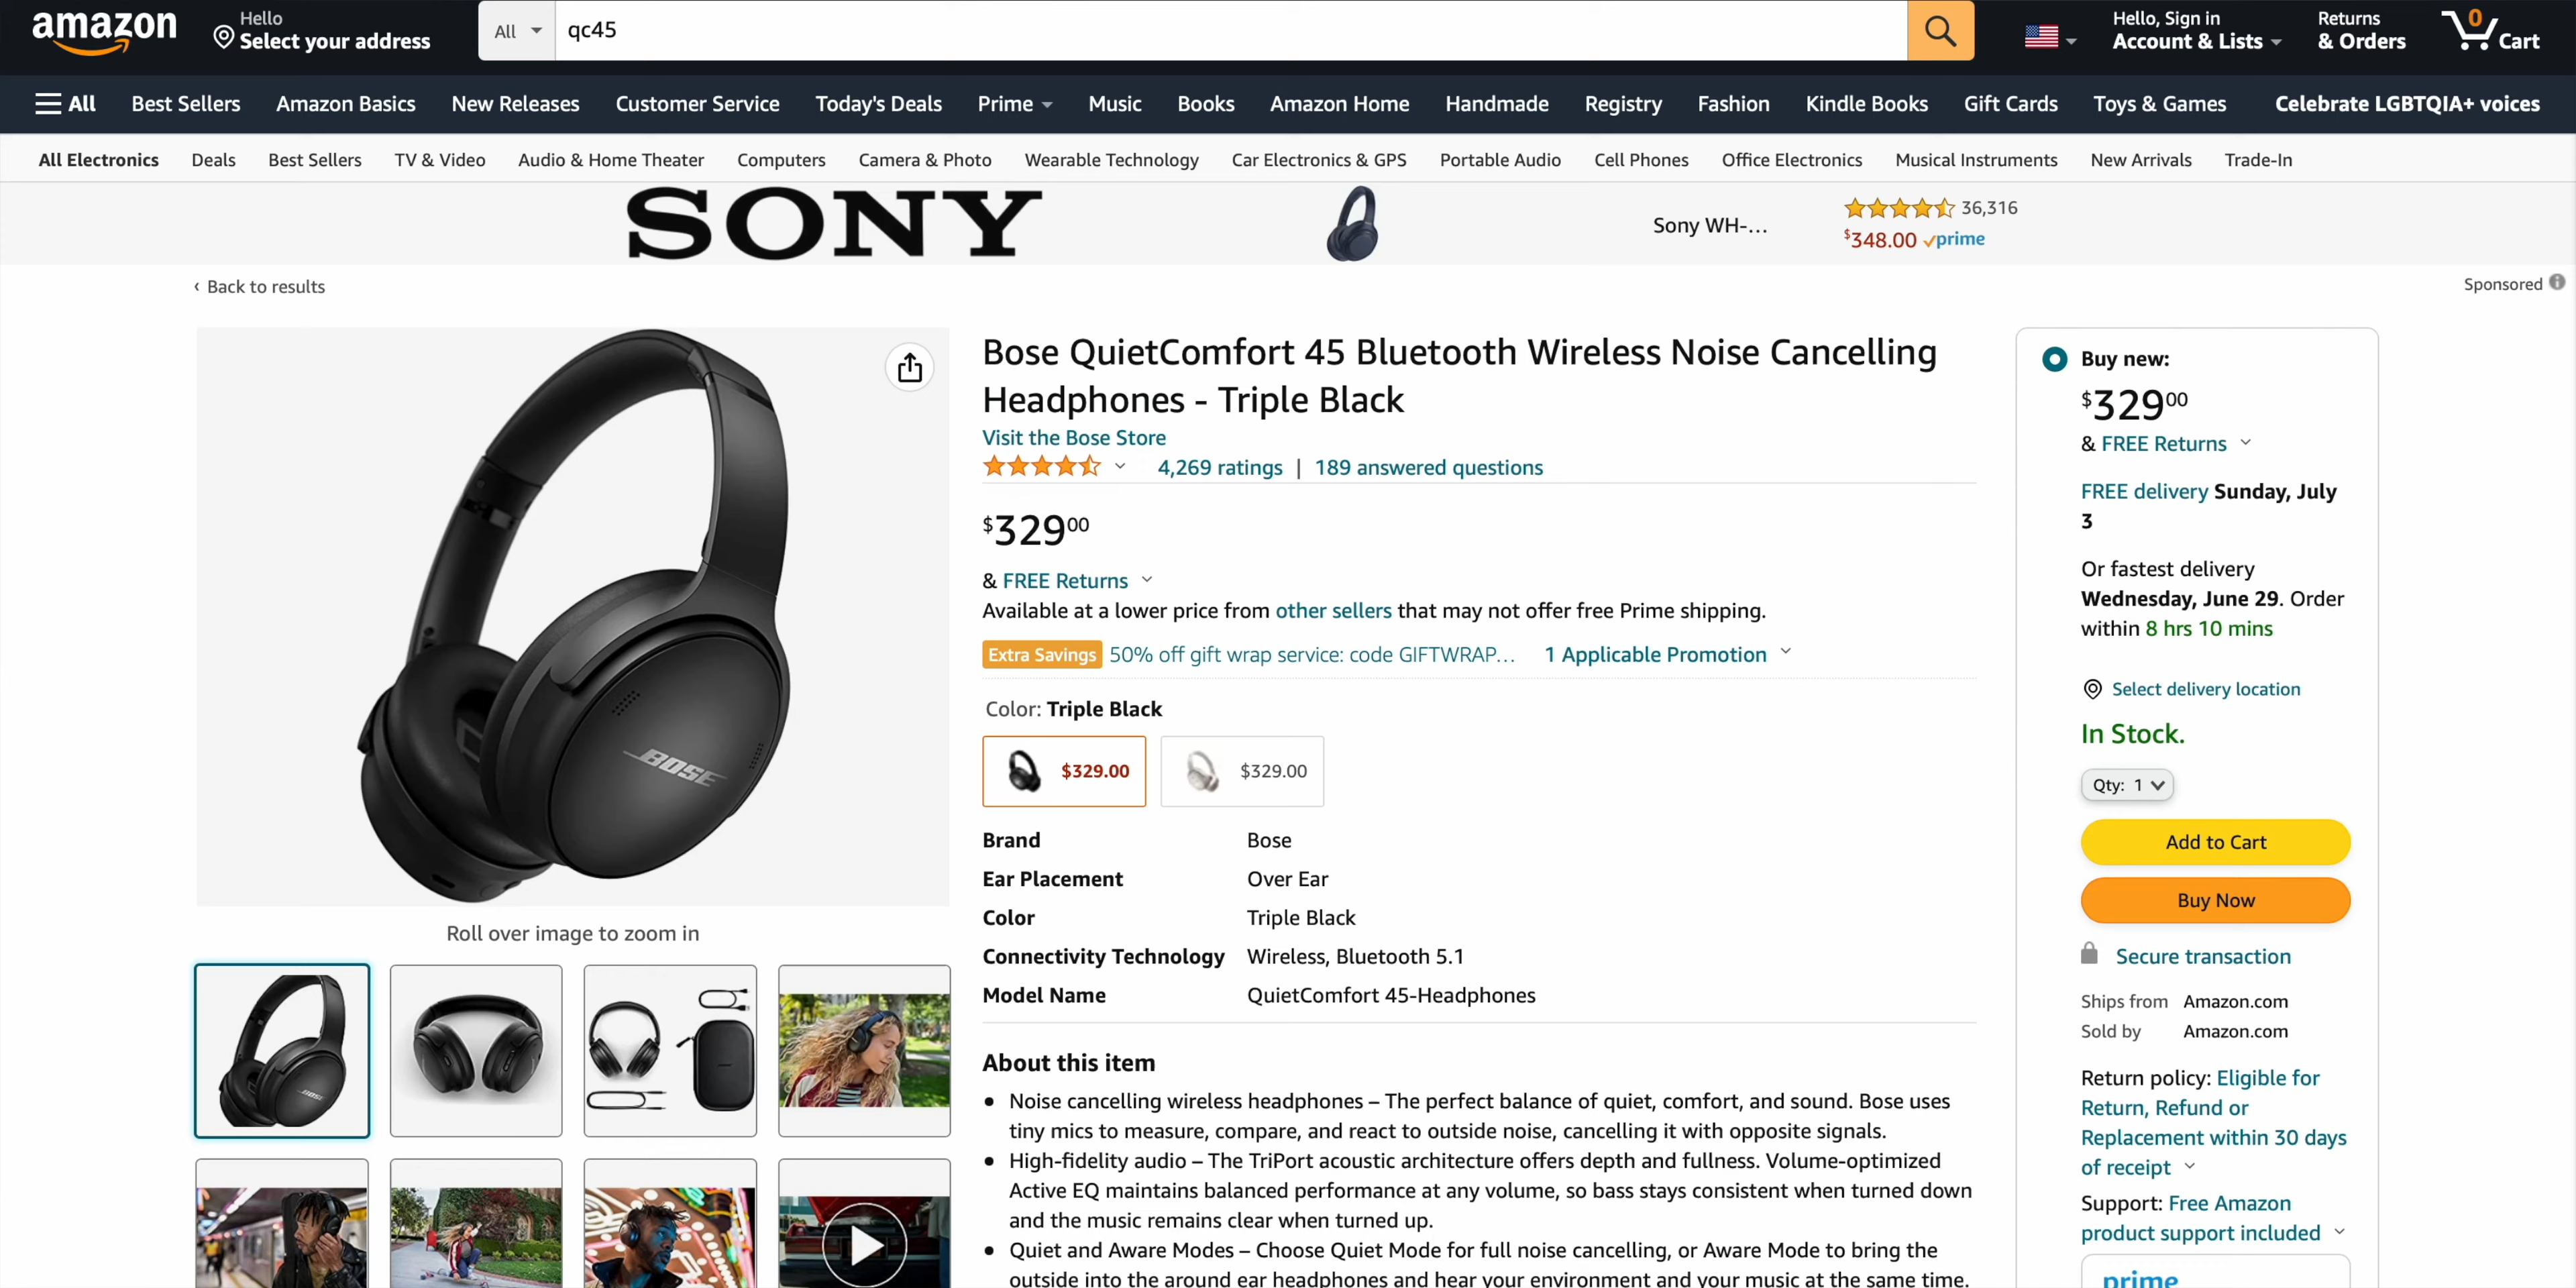 amazon
Hello
Select your address
All
qc45
Hello, Sign in
Account & Lists
Returns
& Orders
0
Cart
All
Best Sellers
Amazon Basics
New Releases
Customer Service
Today's Deals
Prime
Music
Books
Amazon Home
Handmade
Registry
Fashion
Kindle Books
Gift Cards
Toys & Games
Celebrate LGBTQIA+ voices
All Electronics
Deals
Best Sellers
TV & Video
Audio & Home Theater
Computers
Camera & Photo
Wearable Technology
Car Electronics & GPS
Portable Audio
Cell Phones
Office Electronics
Musical Instruments
New Arrivals
Trade-In
SONY
Sony WH-...
36,316
$348.00 prime
‹ Back to results
Sponsored
BOSE
Roll over image to zoom in
BOSE
Bose QuietComfort 45 Bluetooth Wireless Noise Cancelling
Headphones - Triple Black
Visit the Bose Store
4,269 ratings | 189 answered questions
$329.00
& FREE Returns
Available at a lower price from other sellers that may not offer free Prime shipping.
Extra Savings 50% off gift wrap service: code GIFTWRAP... 1 Applicable Promotion
Color: Triple Black
$329.00
$329.00
Brand Bose
Ear Placement Over Ear
Color Triple Black
Connectivity Technology Wireless, Bluetooth 5.1
Model Name QuietComfort 45-Headphones
About this item
• Noise cancelling wireless headphones – The perfect balance of quiet, comfort, and sound. Bose uses
tiny mics to measure, compare, and react to outside noise, cancelling it with opposite signals.
• High-fidelity audio – The TriPort acoustic architecture offers depth and fullness. Volume-optimized
Active EQ maintains balanced performance at any volume, so bass stays consistent when turned down
and the music remains clear when turned up.
• Quiet and Aware Modes – Choose Quiet Mode for full noise cancelling, or Aware Mode to bring the
outside into the around ear headphones and hear your environment and your music at the same time.
Buy new:
$329.00
& FREE Returns
FREE delivery Sunday, July
3
Or fastest delivery
Wednesday, June 29. Order
within 8 hrs 10 mins
Select delivery location
In Stock.
Qty: 1
Add to Cart
Buy Now
Secure transaction
Ships from Amazon.com
Sold by Amazon.com
Return policy: Eligible for
Return, Refund or
Replacement within 30 days
of receipt
Support: Free Amazon
product support included
prime